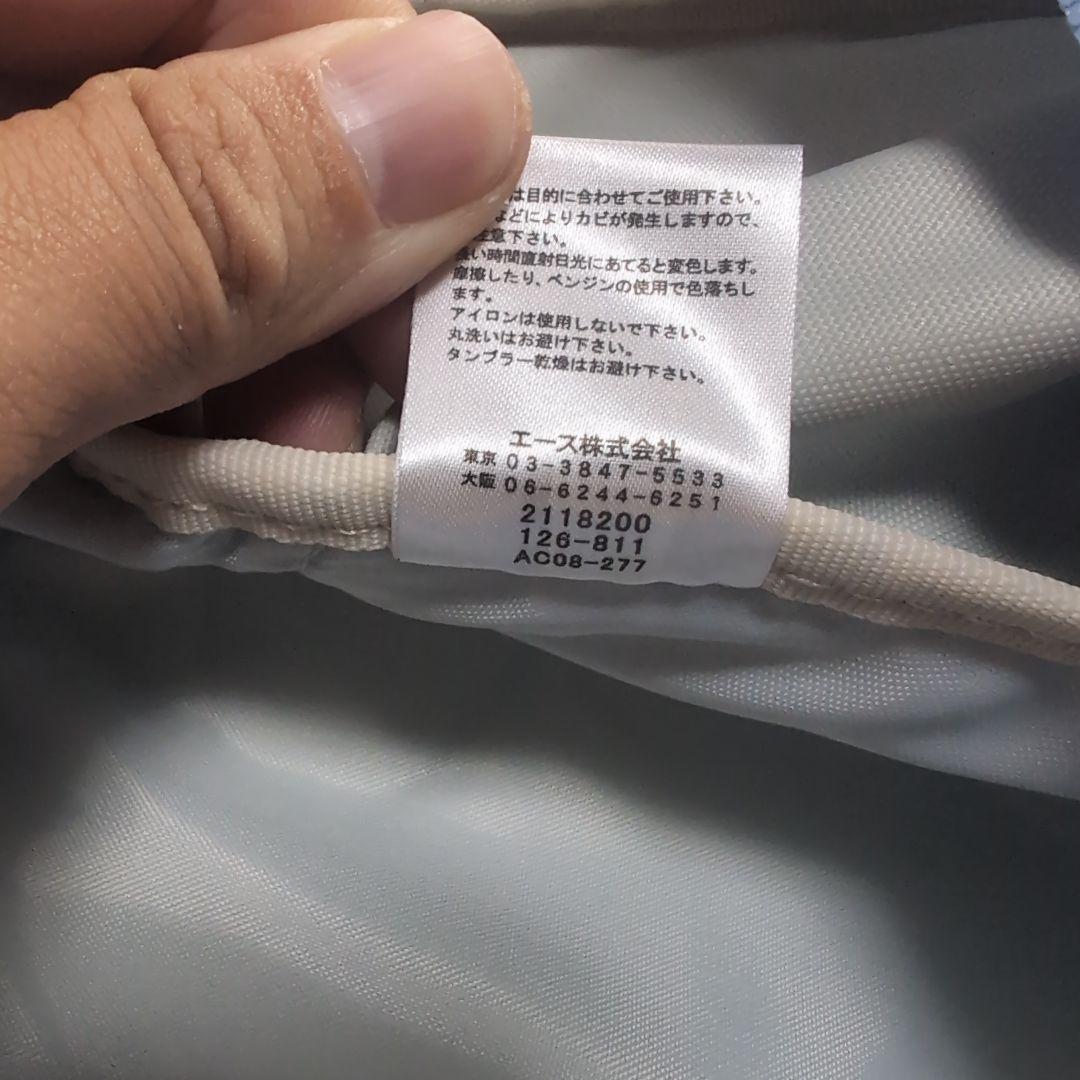 は目的に合わせてご使用下さい。
などによりカビが発生しますので、
注意下さい。
長い時間直射日光にあてると変色します。
摩擦したり、ベンジンの使用で色落ちし
ます。
アイロンは使用しないで下さい。
丸洗いはお避け下さい。
タンブラー乾燥はお避け下さい。
エース株式会社
東京 03-3847-5533
大阪 06-6244-6251
2118200
126-811
AC08-277